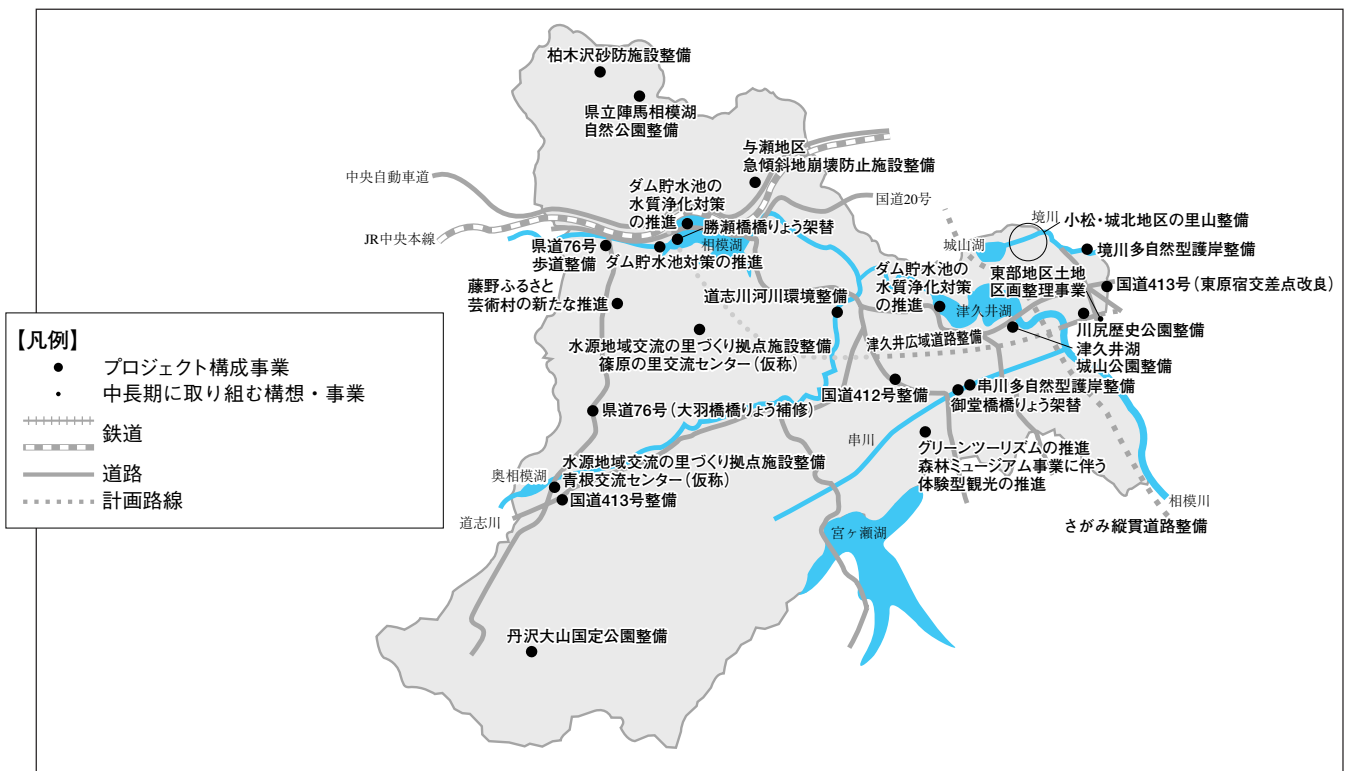 柏木沢砂防施設整備
県立陣馬相模湖
自然公園整備
与瀬地区
急傾斜地崩壊防止施設整備
中央自動車道
ダム貯水池の
水質浄化対策
の推進
国道20号
JR中央本線
県道76号
歩道整備
勝瀬橋橋りょう架替
相模湖
ダム貯水池対策の推進
境川
小松・城北地区の里山整備
城山湖
境川多自然型護岸整備
東部地区土地
区画整理事業
国道413号（東原宿交差点改良）
ダム貯水池の
水質浄化対策
の推進
津久井湖
川尻歴史公園整備
津久井湖
城山公園整備
藤野ふるさと
芸術村の新たな推進
道志川河川環境整備
津久井広域道路整備
水源地域交流の里づくり拠点施設整備
篠原の里交流センター（仮称）
国道412号整備
串川多自然型護岸整備
御堂橋橋りょう架替
県道76号（大羽橋橋りょう補修）
串川
グリーンツーリズムの推進
森林ミュージアム事業に伴う
体験型観光の推進
水源地域交流の里づくり拠点施設整備
青根交流センター（仮称）
奥相模湖
国道413号整備
道志川
宮ヶ瀬湖
相模川
さがみ縦貫道路整備
丹沢大山国定公園整備
【凡例】
● プロジェクト構成事業
・ 中長期に取り組む構想・事業
鉄道
道路
計画路線